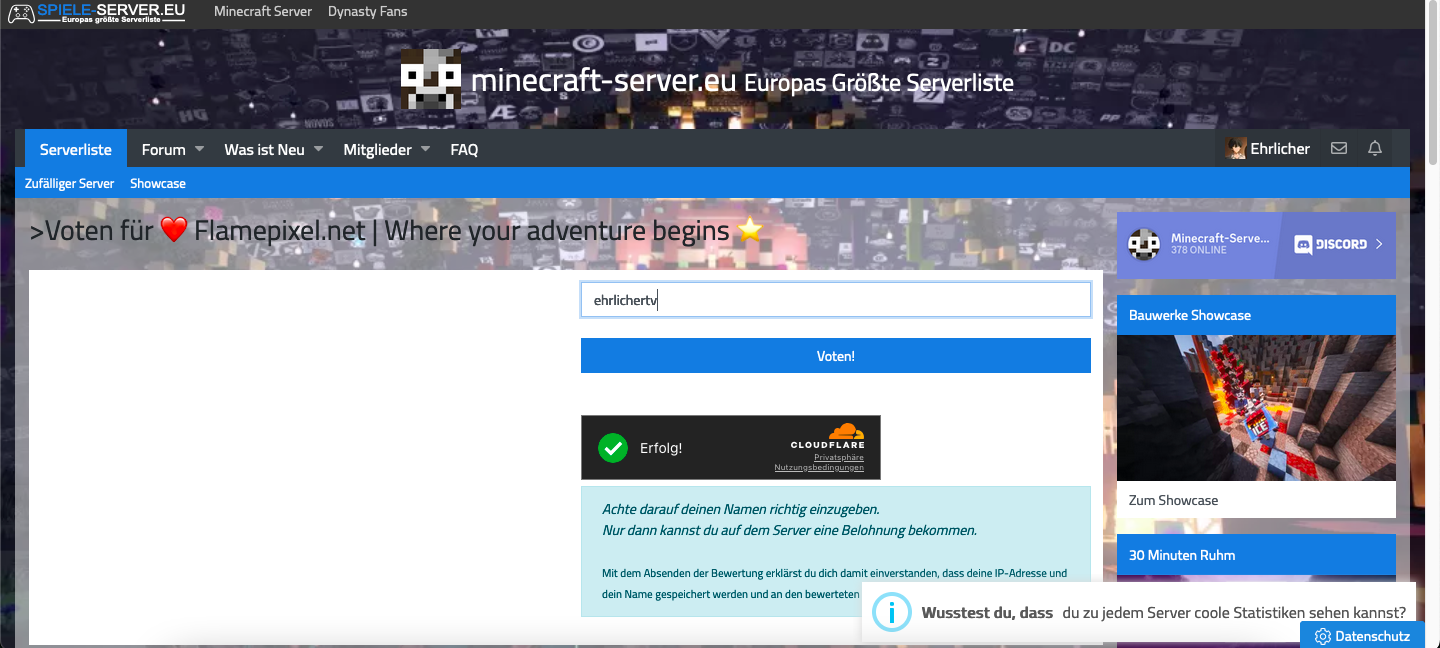 SPIELE-SERVER.EU
Europas größte Serverliste
Minecraft Server
Dynasty Fans
minecraft-server.eu Europas Größte Serverliste
Serverliste
Forum
Was ist Neu
Mitglieder
FAQ
Ehrlicher
Zufälliger Server
Showcase
>Voten für ❤️ Flamepixel.net | Where your adventure begins ⭐
Minecraft-Serve...
378 ONLINE
DISCORD
ehrlichertv
Voten!
Erfolg!
CLOUDFLARE
Privatsphäre
Nutzungsbedingungen
Achte darauf deinen Namen richtig einzugeben.
Nur dann kannst du auf dem Server eine Belohnung bekommen.
Mit dem Absenden der Bewertung erklärst du dich damit einverstanden, dass deine IP-Adresse und
dein Name gespeichert werden und an den bewerteten
Bauwerke Showcase
ICE
Zum Showcase
30 Minuten Ruhm
Wusstest du, dass du zu jedem Server coole Statistiken sehen kannst?
Datenschutz